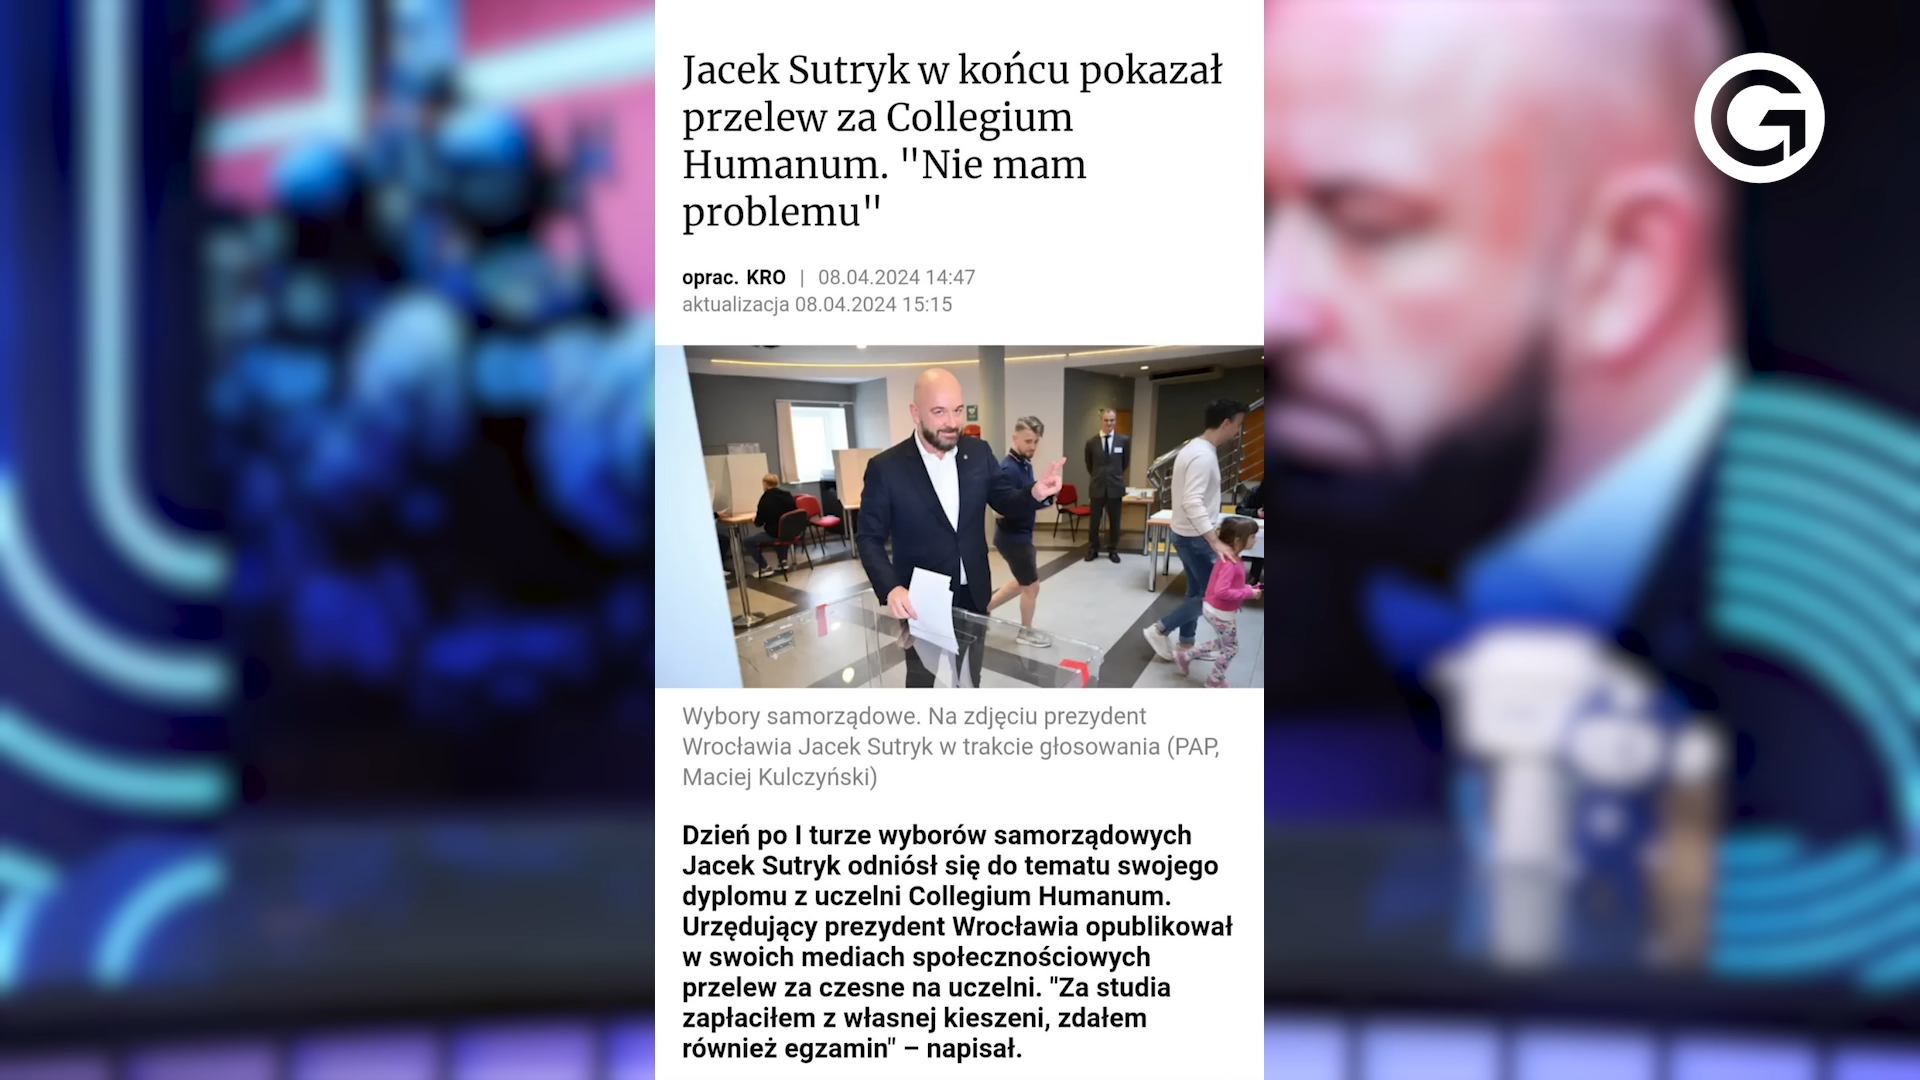 Jacek Sutryk w końcu pokazał
przelew za Collegium
Humanum. "Nie mam
problemu"
oprac. KRO | 08.04.2024 14:47
aktualizacja 08.04.2024 15:15
Wybory samorządowe. Na zdjęciu prezydent
Wrocławia Jacek Sutryk w trakcie głosowania (PAP,
Maciej Kulczyński)
Dzień po I turze wyborów samorządowych
Jacek Sutryk odniósł się do tematu swojego
dyplomu z uczelni Collegium Humanum.
Urzędujący prezydent Wrocławia opublikował
w swoich mediach społecznościowych
przelew za czesne na uczelni. "Za studia
zapłaciłem z własnej kieszeni, zdałem
również egzamin" – napisał.
G